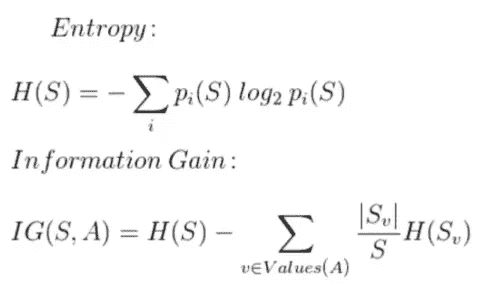 Entropy:
H(S) = − ∑_i p_i(S) log_2 p_i(S)
Information Gain:
IG(S, A) = H(S) − ∑_{v∈Values(A)} |S_v|/S H(S_v)